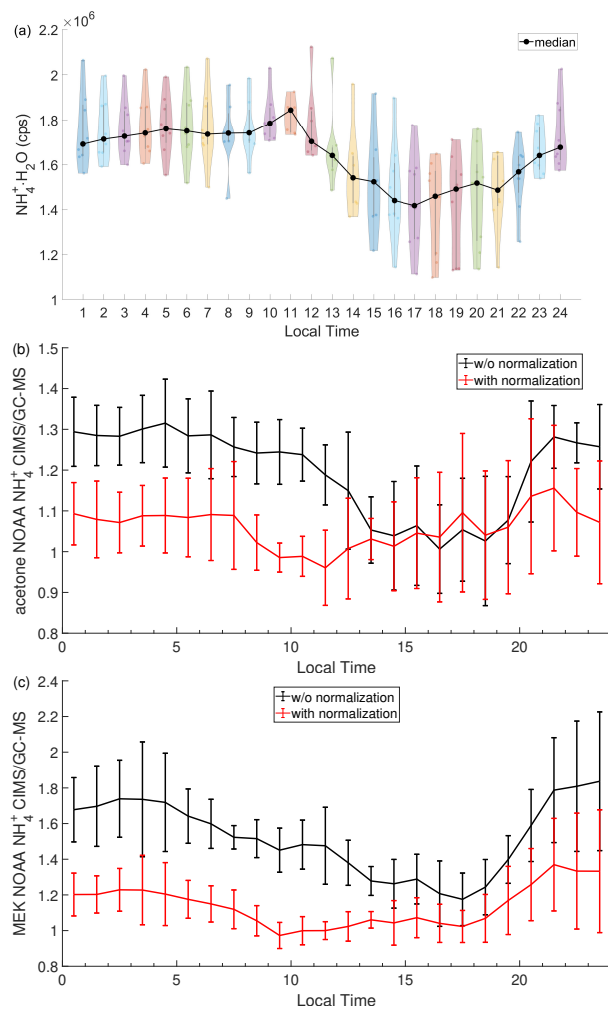 (a)
×10⁶
2.2
2
1.8
1.6
1.4
1.2
1
NH₄⁺·H₂O (cps)
median
1 2 3 4 5 6 7 8 9 10 11 12 13 14 15 16 17 18 19 20 21 22 23 24
Local Time
(b)
1.5
1.4
1.3
1.2
1.1
1
0.9
0.8
acetone NOAA NH₄⁺ CIMS/GC-MS
w/o normalization
with normalization
0 5 10 15 20
Local Time
(c)
2.4
2.2
2
1.8
1.6
1.4
1.2
1
0.8
MEK NOAA NH₄⁺ CIMS/GC-MS
w/o normalization
with normalization
0 5 10 15 20
Local Time